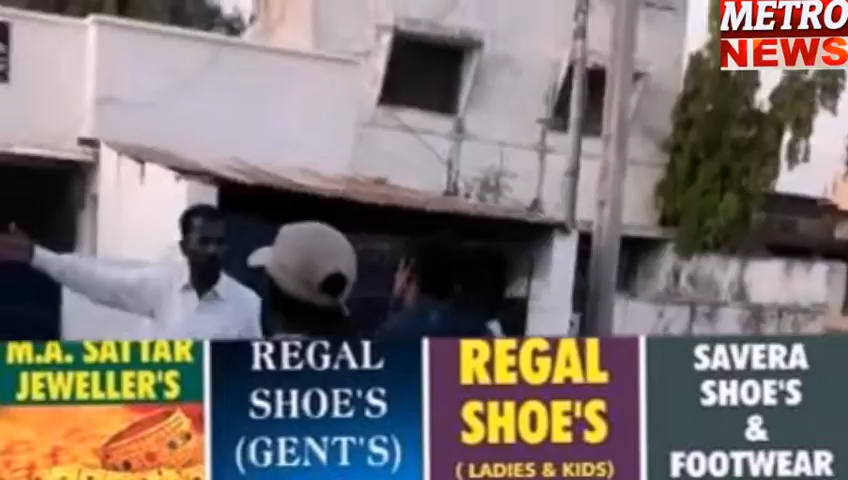 METRO
NEWS
M.A. SATTAR
JEWELLER'S
REGAL
SHOE'S
(GENT'S)
REGAL
SHOE'S
( LADIES & KIDS)
SAVERA
SHOE'S
&
FOOTWEAR